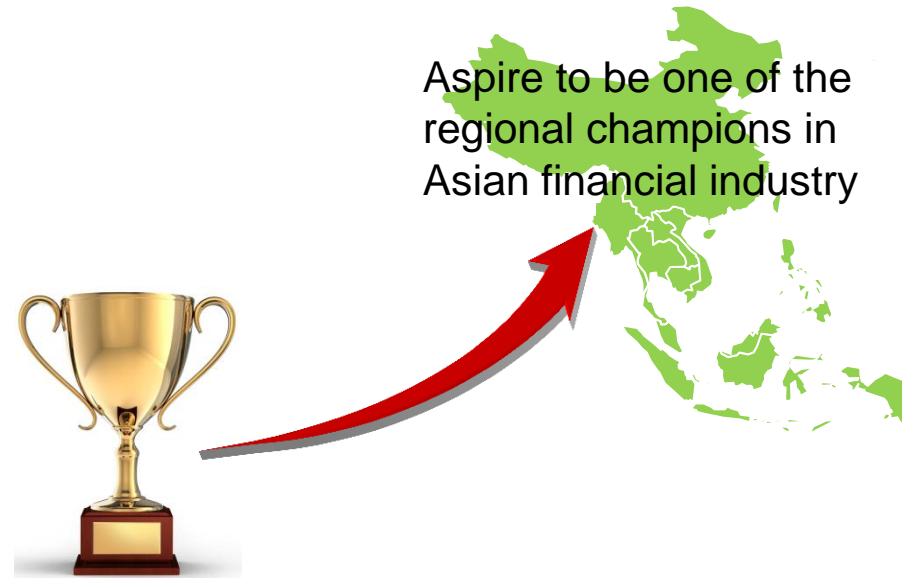 Aspire to be one of the
regional champions in
Asian financial industry